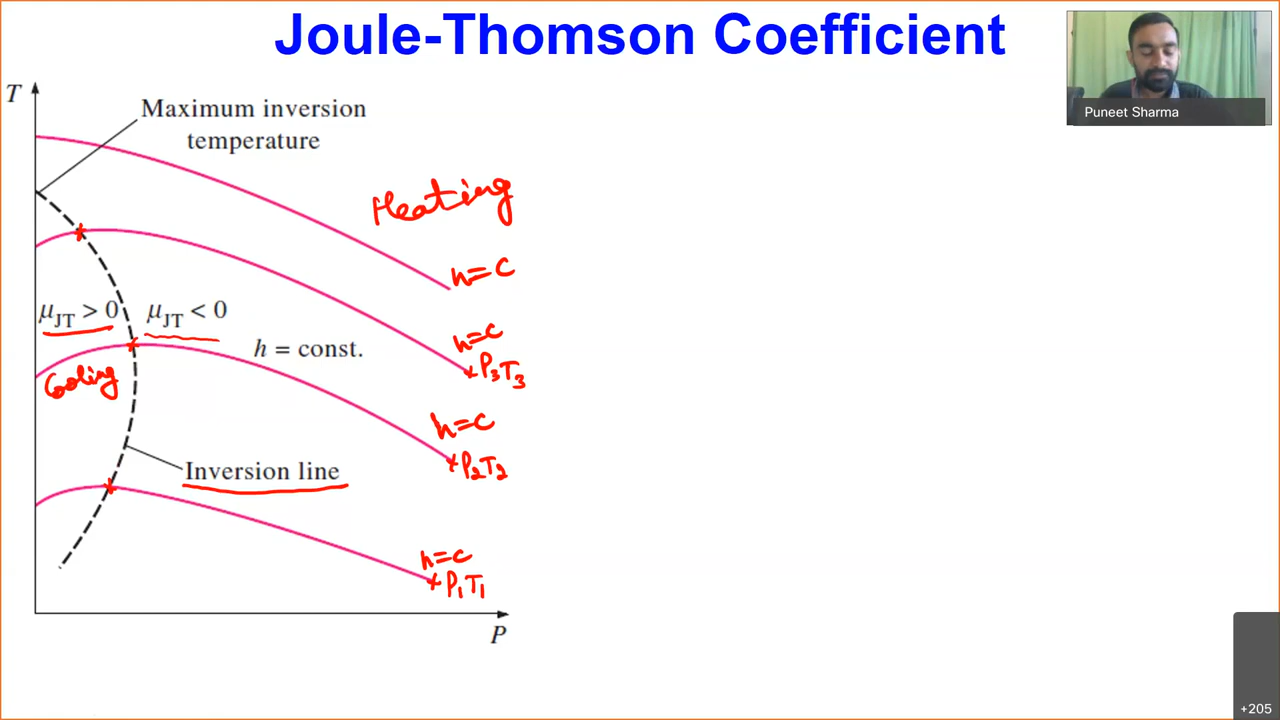 Joule-Thomson Coefficient
Puneet Sharma
T
Maximum inversion
temperature
Heating
h=C
μJT > 0
μJT < 0
h=C
h = const.
P3T3
Cooling
h=C
P2T2
Inversion line
h=C
P1T1
P
+205